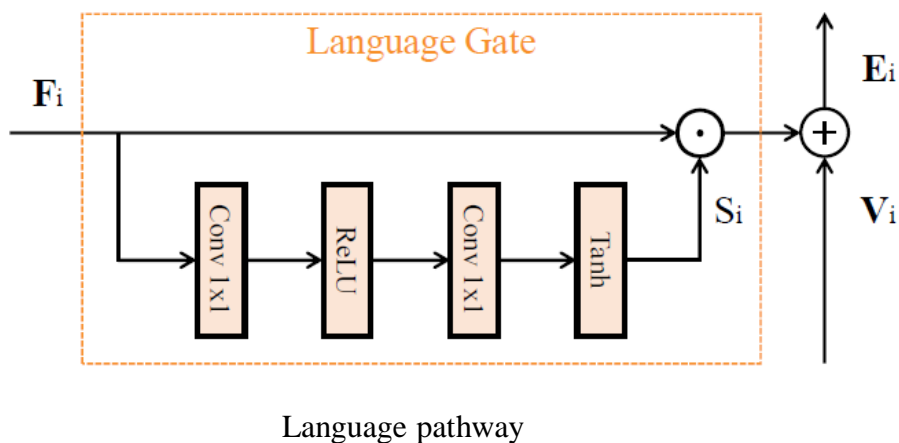 Language Gate
Fi
Ei
Si
Vi
Conv 1x1
ReLU
Conv 1x1
Tanh
Language pathway